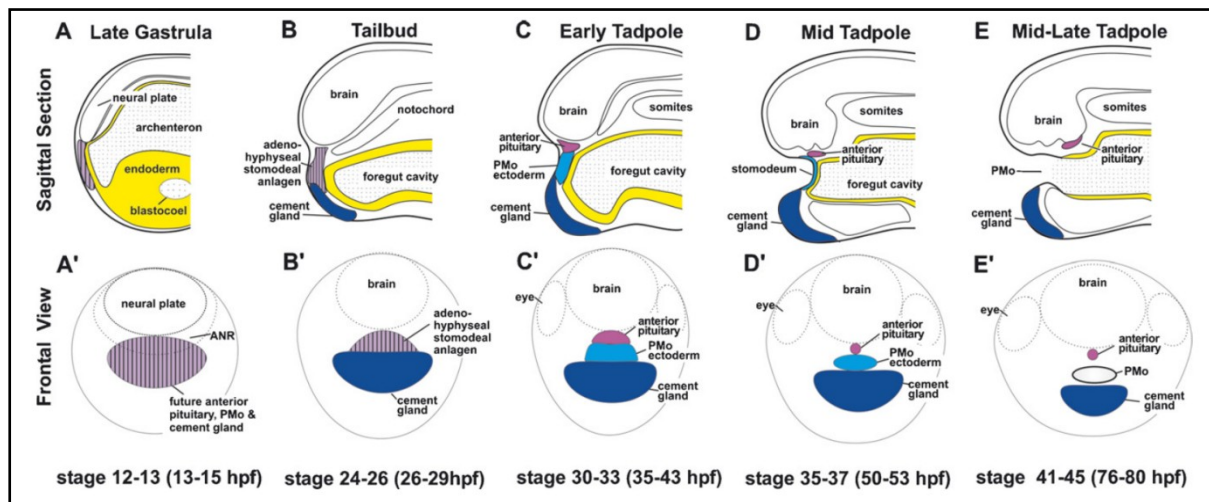 A Late Gastrula
B Tailbud
C Early Tadpole
D Mid Tadpole
E Mid-Late Tadpole
Sagittal Section
neural plate
archenteron
endoderm
blastocoel
brain
notochord
adeno-
hyphyseal
stomodeal
anlagen
foregut cavity
cement
gland
brain
somites
anterior
pituitary
PMo
ectoderm
foregut cavity
cement
gland
brain
somites
anterior
pituitary
stomodeum
foregut cavity
cement
gland
brain
somites
anterior
pituitary
PMo
cement
gland
Frontal View
A'
neural plate
ANR
future anterior
pituitary, PMo &
cement gland
B'
brain
adeno-
hyphyseal
stomodeal
anlagen
cement
gland
C'
eye
brain
anterior
pituitary
PMo
ectoderm
cement
gland
D'
eye
brain
anterior
pituitary
PMo
ectoderm
cement
gland
E'
eye
brain
anterior
pituitary
PMo
cement
gland
stage 12-13 (13-15 hpf)
stage 24-26 (26-29hpf)
stage 30-33 (35-43 hpf)
stage 35-37 (50-53 hpf)
stage 41-45 (76-80 hpf)